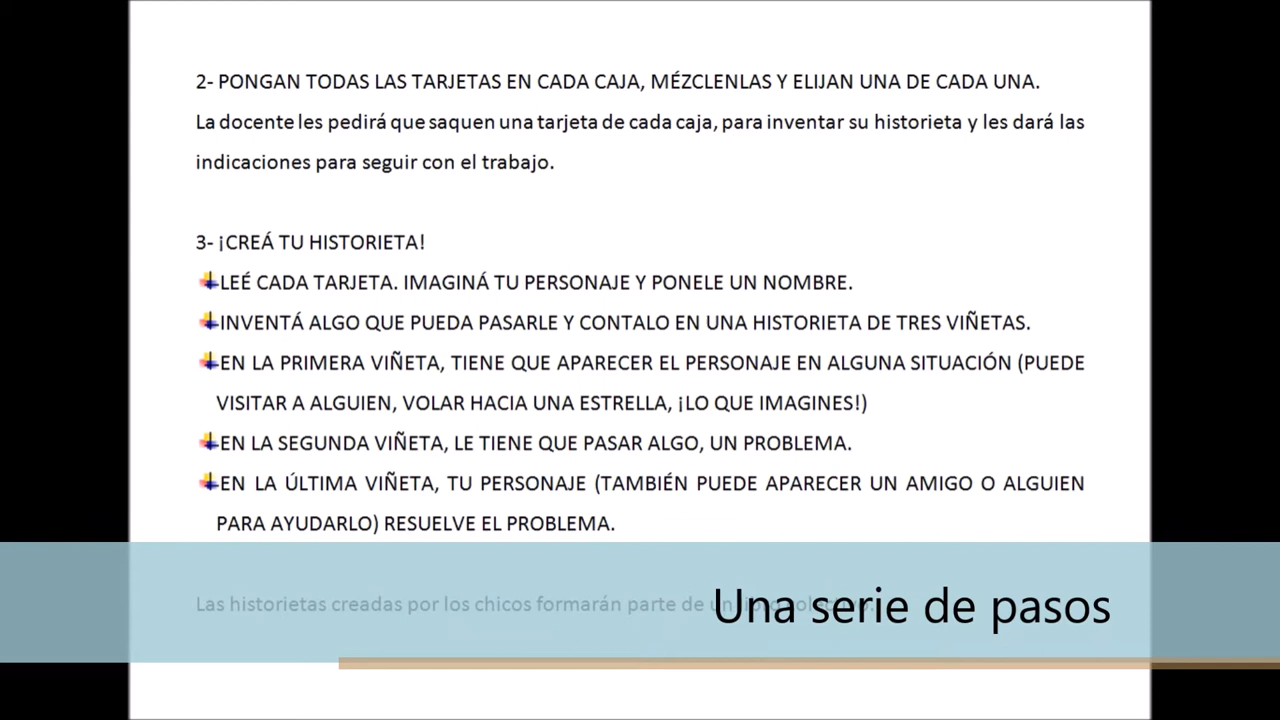 2- PONGAN TODAS LAS TARJETAS EN CADA CAJA, MÉZCLENLAS Y ELIJAN UNA DE CADA UNA.
La docente les pedirá que saquen una tarjeta de cada caja, para inventar su historieta y les dará las
indicaciones para seguir con el trabajo.
3- ¡CREÁ TU HISTORIETA!
LEÉ CADA TARJETA. IMAGINÁ TU PERSONAJE Y PONELE UN NOMBRE.
INVENTÁ ALGO QUE PUEDA PASARLE Y CONTALO EN UNA HISTORIETA DE TRES VIÑETAS.
EN LA PRIMERA VIÑETA, TIENE QUE APARECER EL PERSONAJE EN ALGUNA SITUACIÓN (PUEDE
VISITAR A ALGUIEN, VOLAR HACIA UNA ESTRELLA, ¡LO QUE IMAGINES!)
EN LA SEGUNDA VIÑETA, LE TIENE QUE PASAR ALGO, UN PROBLEMA.
EN LA ÚLTIMA VIÑETA, TU PERSONAJE (TAMBIÉN PUEDE APARECER UN AMIGO O ALGUIEN
PARA AYUDARLO) RESUELVE EL PROBLEMA.
Las historietas creadas por los chicos formarán parte de
Una serie de pasos